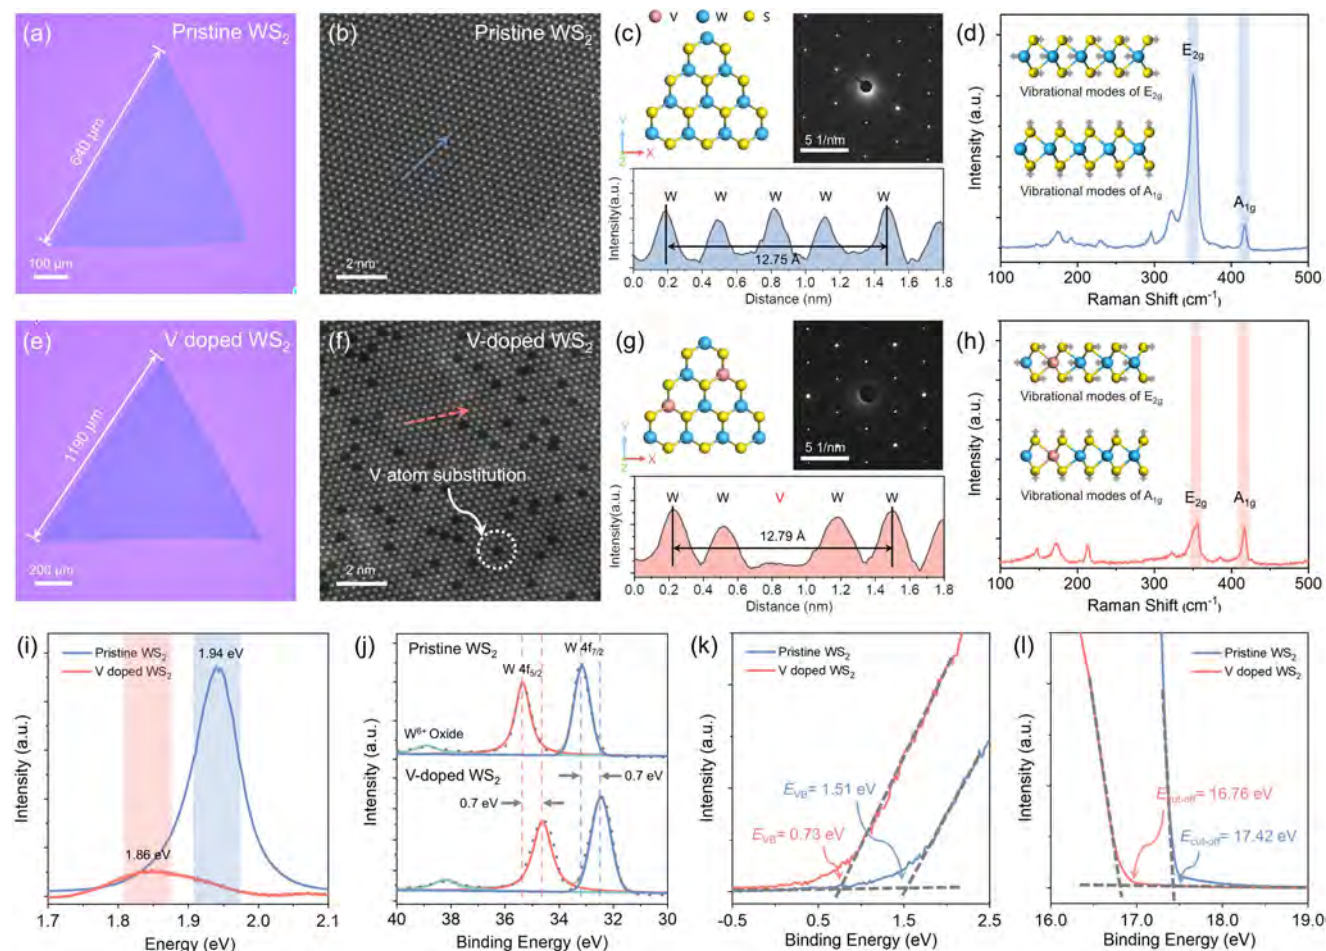 (a) Pristine WS₂
640 μm
100 μm
(b) Pristine WS₂
2 nm
(c) V W S
Y
Z X
5 1/nm
Intensity(a.u.)
W W W W W
12.75 Å
0.0 0.2 0.4 0.6 0.8 1.0 1.2 1.4 1.6 1.8
Distance (nm)
(d)
E2g
Vibrational modes of E2g
Vibrational modes of A1g
A1g
Intensity (a.u.)
100 200 300 400 500
Raman Shift (cm⁻¹)
(e) V doped WS₂
1190 μm
200 μm
(f) V-doped WS₂
V atom substitution
2 nm
(g)
Y
Z X
5 1/nm
Intensity(a.u.)
W W V W W
12.79 Å
0.0 0.2 0.4 0.6 0.8 1.0 1.2 1.4 1.6 1.8
Distance (nm)
(h)
Vibrational modes of E2g
Vibrational modes of A1g
E2g A1g
Intensity (a.u.)
100 200 300 400 500
Raman Shift (cm⁻¹)
(i)
Pristine WS₂
V doped WS₂
1.94 eV
1.86 eV
Intensity (a.u.)
1.7 1.8 1.9 2.0 2.1
Energy (eV)
(j)
Pristine WS₂
W 4f7/2
W 4f5/2
W⁶⁺ Oxide
V-doped WS₂
0.7 eV
0.7 eV
Intensity (a.u.)
40 38 36 34 32 30
Binding Energy (eV)
(k)
Pristine WS₂
V doped WS₂
EVB= 1.51 eV
EVB= 0.73 eV
Intensity (a.u.)
-0.5 0.5 1.5 2.5
Binding Energy (eV)
(l)
Pristine WS₂
V doped WS₂
Ecut-off= 16.76 eV
Ecut-off= 17.42 eV
Intensity (a.u.)
16.0 17.0 18.0 19.0
Binding Energy (eV)